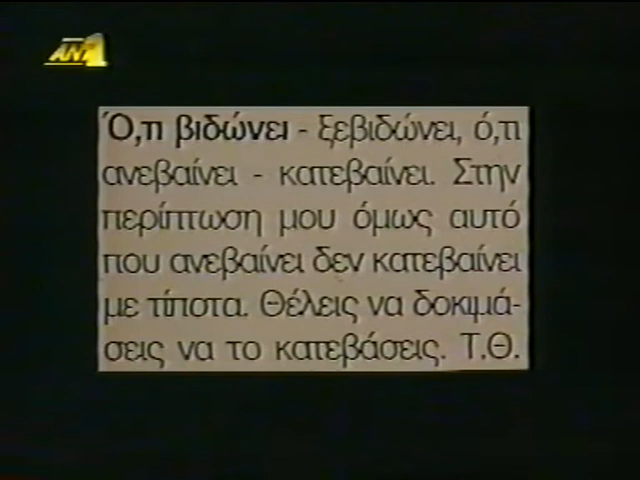 ΑΝΤ1
Ό,τι βιδώνει - ξεβιδώνει, ό,τι
ανεβαίνει - κατεβαίνει. Στην
περίπτωση μου όμως αυτό
που ανεβαίνει δεν κατεβαίνει
με τίποτα. Θέλεις να δοκιμά-
σεις να το κατεβάσεις. Τ.Θ.